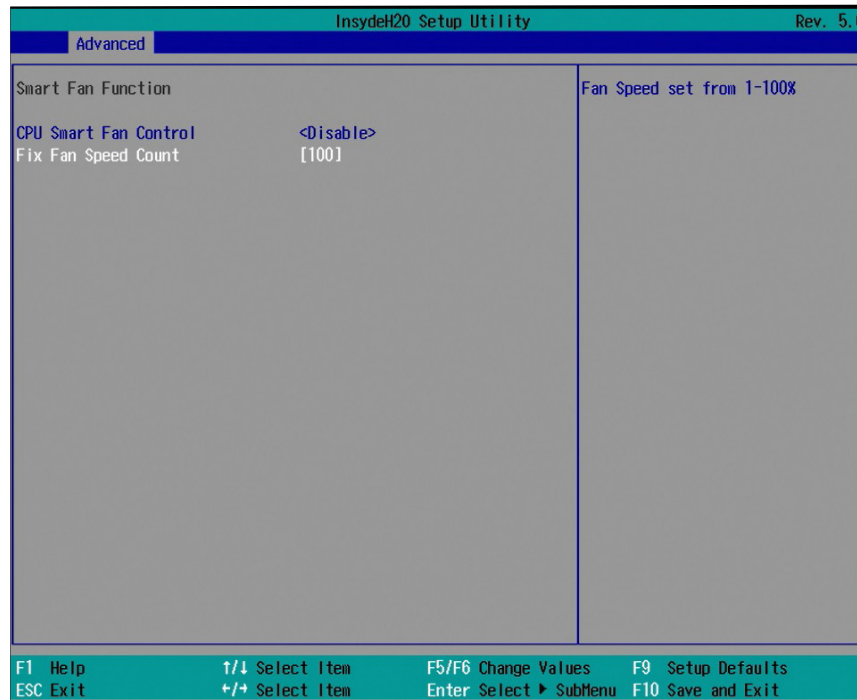 InsydeH20 Setup Utility Rev. 5.
Advanced
Smart Fan Function
Fan Speed set from 1-100%
CPU Smart Fan Control <Disable>
Fix Fan Speed Count [100]
F1 Help ↑/↓ Select Item F5/F6 Change Values F9 Setup Defaults
ESC Exit ←/→ Select Item Enter Select ▶ SubMenu F10 Save and Exit